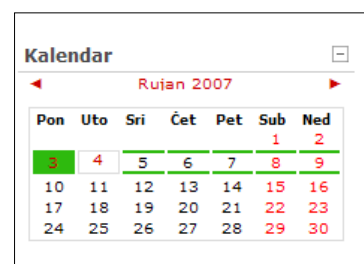 Kalendar
◄ Rujan 2007 ►
Pon Uto Sri Čet Pet Sub Ned
1 2
3 4 5 6 7 8 9
10 11 12 13 14 15 16
17 18 19 20 21 22 23
24 25 26 27 28 29 30